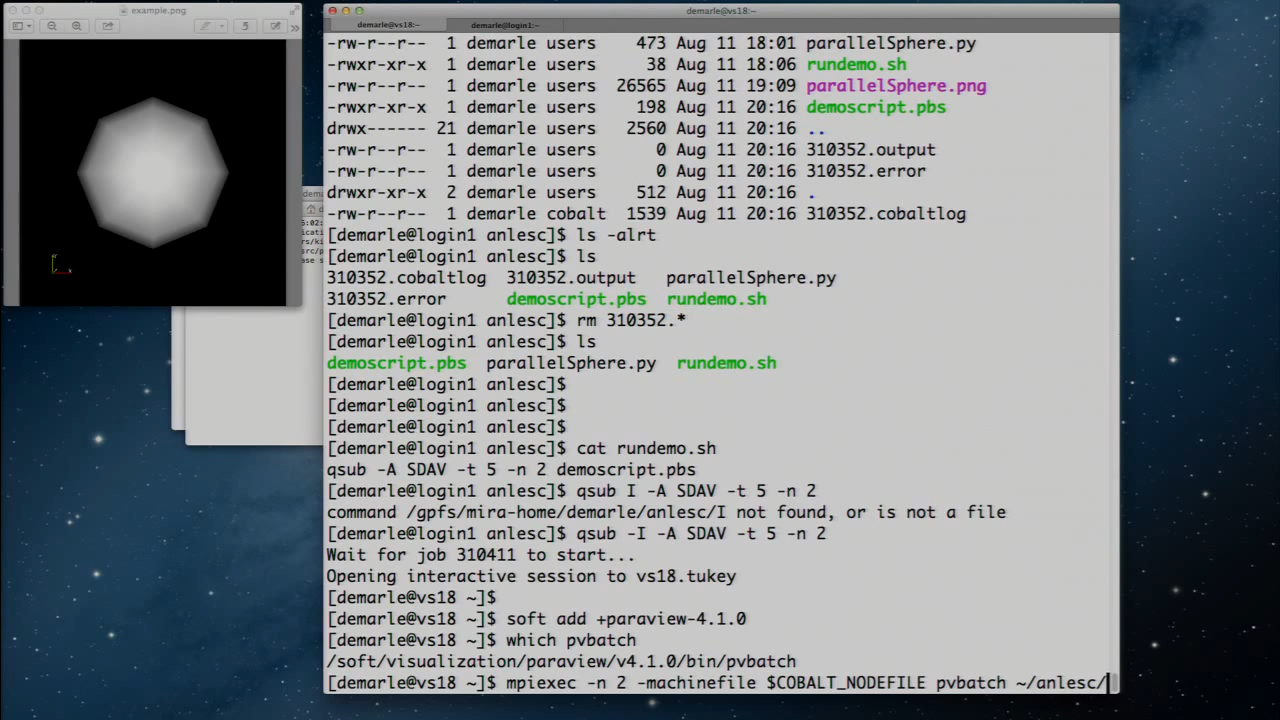 example.png
5
demarle@vs18:~
demarle@vs18:~
demarle@login1:~
-rw-r--r-- 1 demarle users 473 Aug 11 18:01 parallelSphere.py
-rwxr-xr-x 1 demarle users 38 Aug 11 18:06 rundemo.sh
-rw-r--r-- 1 demarle users 26565 Aug 11 19:09 parallelSphere.png
-rwxr-xr-x 1 demarle users 198 Aug 11 20:16 demoscript.pbs
drwx------ 21 demarle users 2560 Aug 11 20:16 ..
-rw-r--r-- 1 demarle users 0 Aug 11 20:16 310352.output
-rw-r--r-- 1 demarle users 0 Aug 11 20:16 310352.error
drwxr-xr-x 2 demarle users 512 Aug 11 20:16 .
-rw-r--r-- 1 demarle cobalt 1539 Aug 11 20:16 310352.cobaltlog
[demarle@login1 anlesc]$ ls -alrt
[demarle@login1 anlesc]$ ls
310352.cobaltlog 310352.output parallelSphere.py
310352.error demoscript.pbs rundemo.sh
[demarle@login1 anlesc]$ rm 310352.*
[demarle@login1 anlesc]$ ls
demoscript.pbs parallelSphere.py rundemo.sh
[demarle@login1 anlesc]$
[demarle@login1 anlesc]$
[demarle@login1 anlesc]$
[demarle@login1 anlesc]$ cat rundemo.sh
qsub -A SDAV -t 5 -n 2 demoscript.pbs
[demarle@login1 anlesc]$ qsub I -A SDAV -t 5 -n 2
command /gpfs/mira-home/demarle/anlesc/I not found, or is not a file
[demarle@login1 anlesc]$ qsub -I -A SDAV -t 5 -n 2
Wait for job 310411 to start...
Opening interactive session to vs18.tukey
[demarle@vs18 ~]$
[demarle@vs18 ~]$ soft add +paraview-4.1.0
[demarle@vs18 ~]$ which pvbatch
/soft/visualization/paraview/v4.1.0/bin/pvbatch
[demarle@vs18 ~]$ mpiexec -n 2 -machinefile $COBALT_NODEFILE pvbatch ~/anlesc/